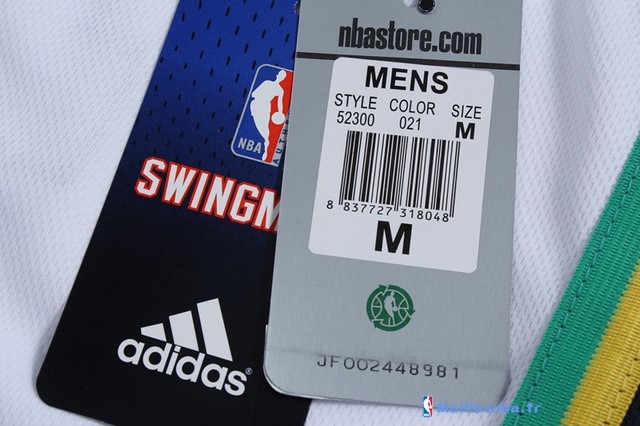 nbastore.com
MENS
STYLE COLOR SIZE
52300 021 M
8 837727 318048
M
JF002448981
NBA
SWINGM
adidas